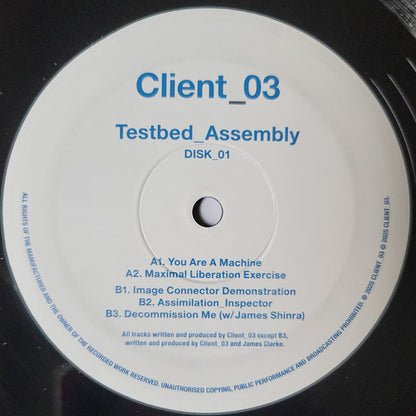 Client_03
Testbed_Assembly
DISK_01
A1. You Are A Machine
A2. Maximal Liberation Exercise
B1. Image Connector Demonstration
B2. Assimilation_Inspector
B3. Decommission Me (w/James Shinra)
All tracks written and produced by Client_03 except B3,
written and produced by Client_03 and James Clarke.
ALL RIGHTS OF THE MANUFACTURER AND THE OWNER OF THE RECORDED WORK RESERVED. UNAUTHORISED COPYING, PUBLIC PERFORMANCE AND BROADCASTING PROHIBITED. ℗ 2025 CLIENT_03 © 2025 CLIENT_03.